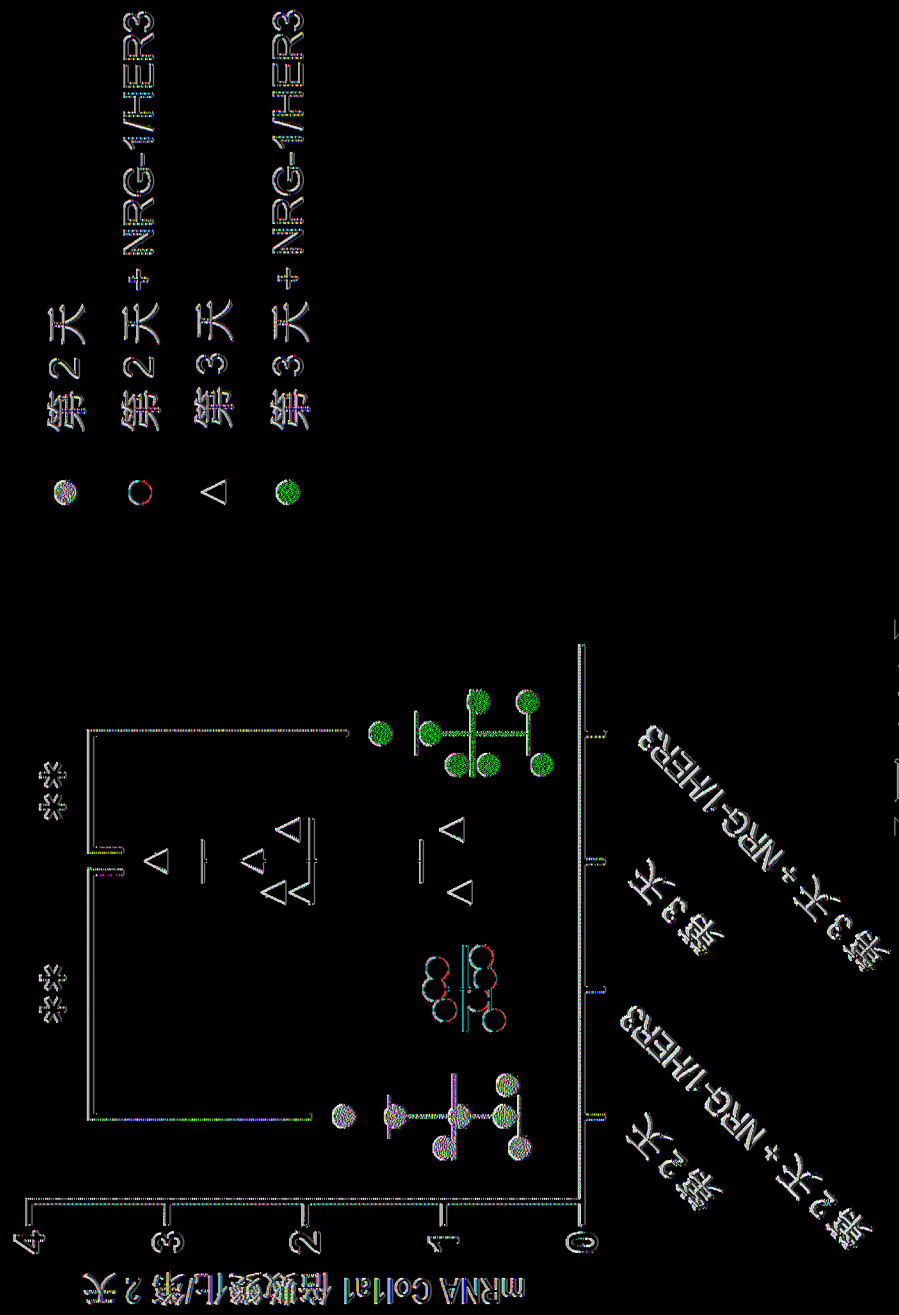 mRNA Col1a1 倍數變化/第 2 天
4
3
2
1
0
**
**
第 2 天
第 2 天 + NRG-1/HER3
第 3 天
第 3 天 + NRG-1/HER3
第 2 天
第 2 天 + NRG-1/HER3
第 3 天
第 3 天 + NRG-1/HER3